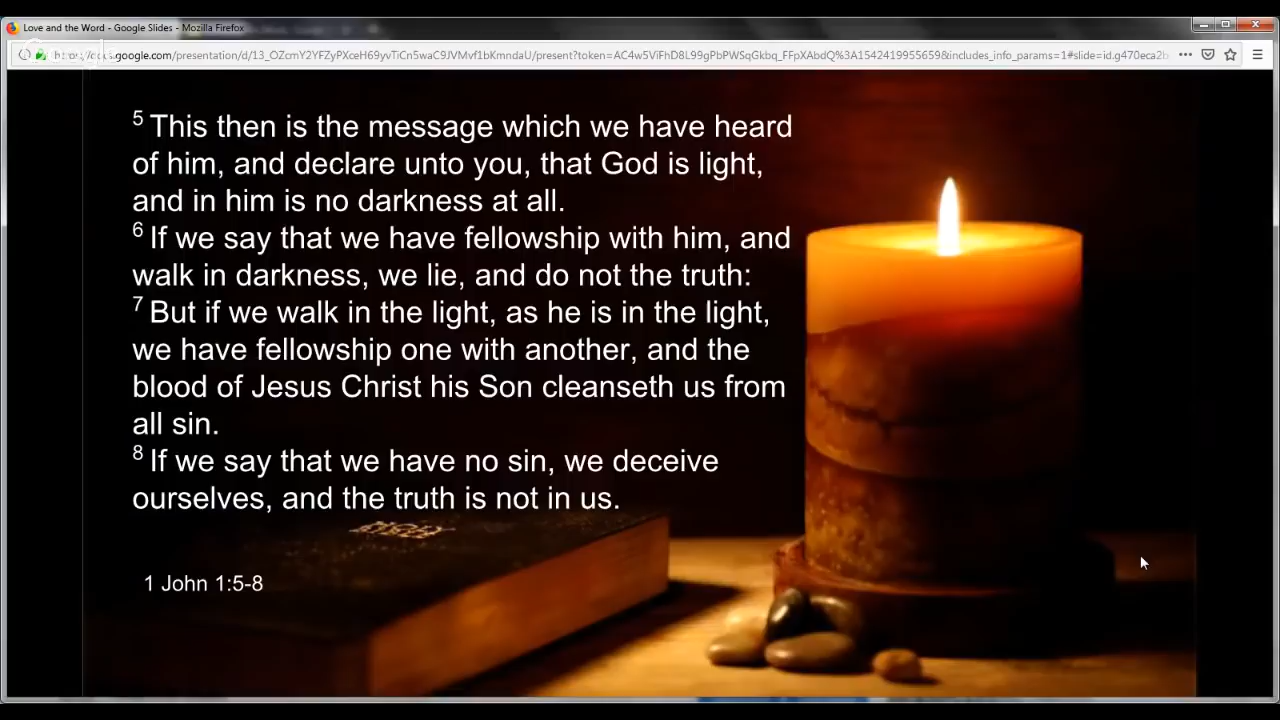 Love and the Word - Google Slides - Mozilla Firefox
5 This then is the message which we have heard
of him, and declare unto you, that God is light,
and in him is no darkness at all.
6 If we say that we have fellowship with him, and
walk in darkness, we lie, and do not the truth:
7 But if we walk in the light, as he is in the light,
we have fellowship one with another, and the
blood of Jesus Christ his Son cleanseth us from
all sin.
8 If we say that we have no sin, we deceive
ourselves, and the truth is not in us.
1 John 1:5-8